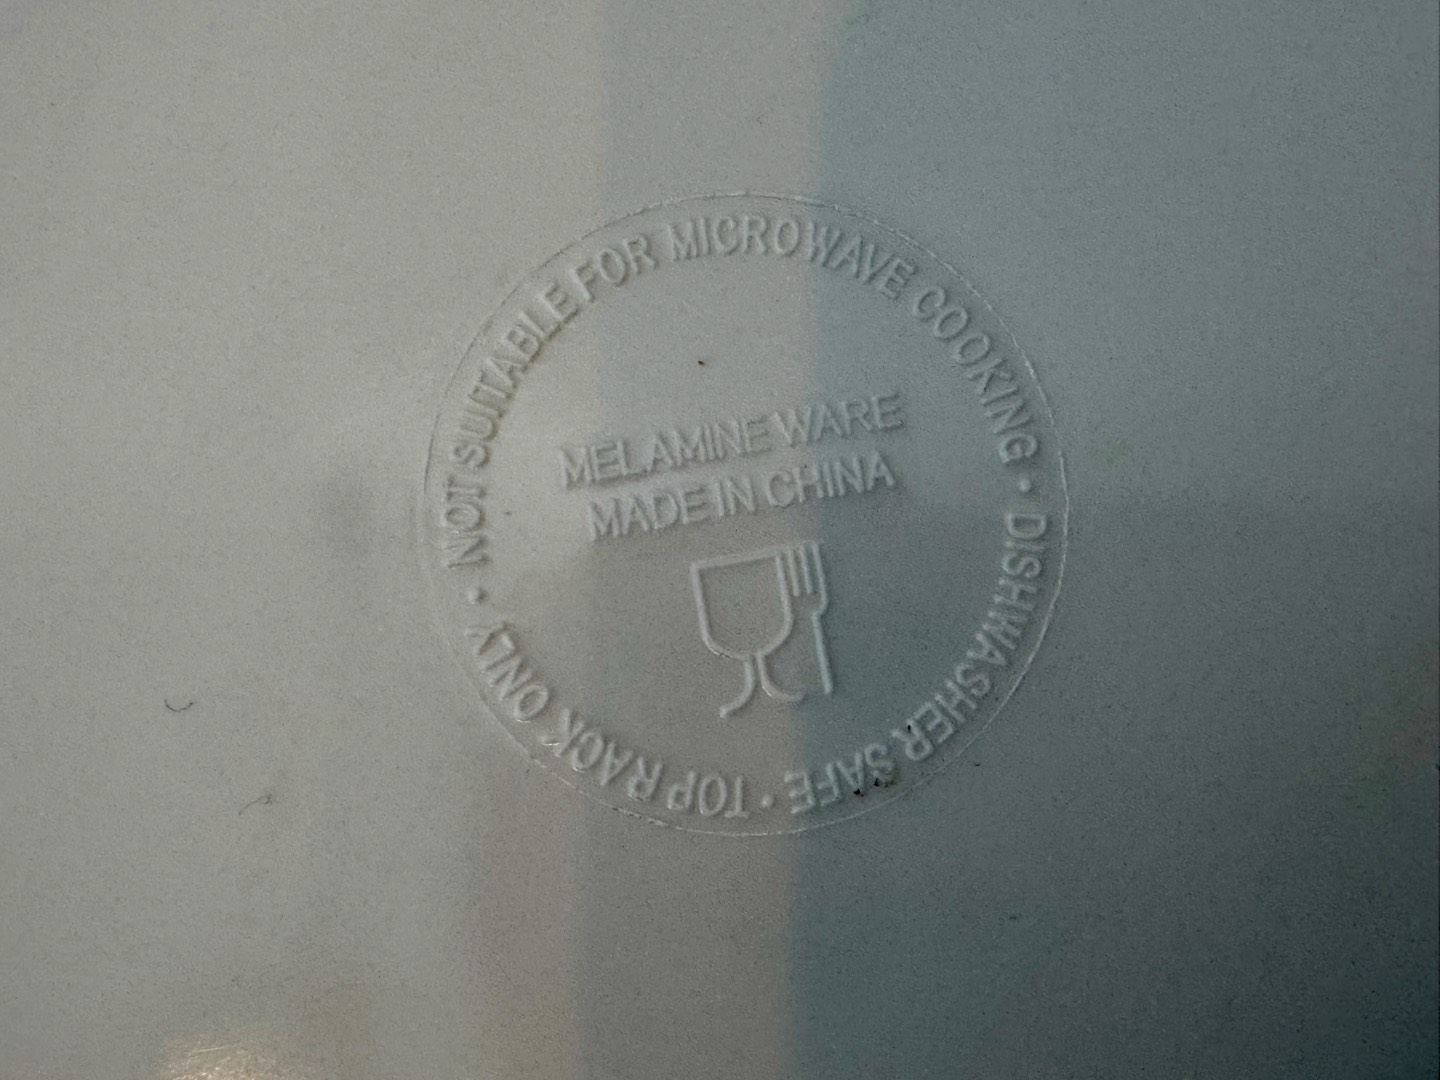 NOT SUITABLE FOR MICROWAVE COOKING • DISHWASHER SAFE • TOP RACK ONLY •
MELAMINE WARE
MADE IN CHINA